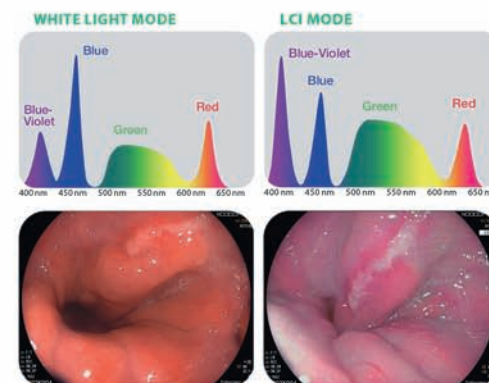 WHITE LIGHT MODE
Blue
Blue-
Violet
Green
Red
400 nm 450 nm 500 nm 550 nm 600 nm 650 nm
LCI MODE
Blue-Violet
Blue
Green
Red
400 nm 450 nm 500 nm 550 nm 600 nm 650 nm